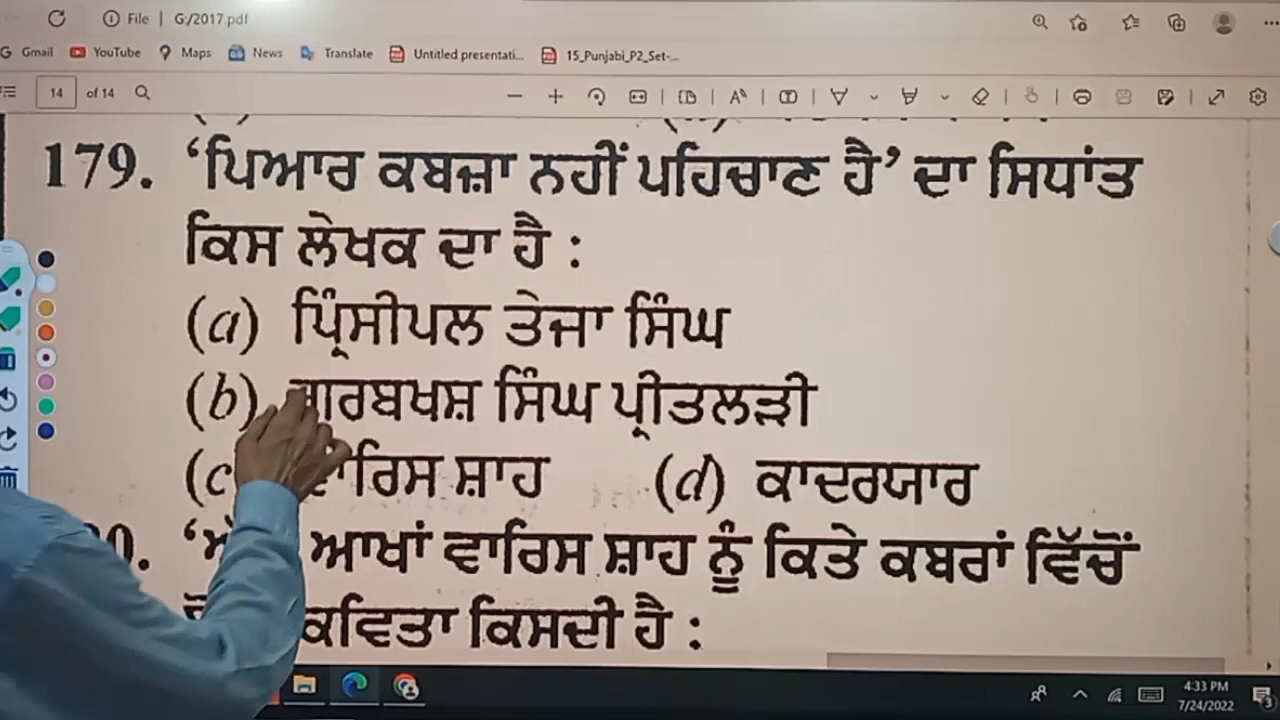 File | G:/2017.pdf
Gmail YouTube Maps News Translate Untitled presentati... 15_Punjabi_P2_Set-...
14 of 14
179. ‘ਪਿਆਰ ਕਬਜ਼ਾ ਨਹੀਂ ਪਹਿਚਾਣ ਹੈ’ ਦਾ ਸਿਧਾਂਤ
ਕਿਸ ਲੇਖਕ ਦਾ ਹੈ :
(a) ਪ੍ਰਿੰਸੀਪਲ ਤੇਜਾ ਸਿੰਘ
(b) ਗੁਰਬਖਸ਼ ਸਿੰਘ ਪ੍ਰੀਤਲੜੀ
(c) ਵਾਰਿਸ ਸ਼ਾਹ (d) ਕਾਦਰਯਾਰ
ਆਖਾਂ ਵਾਰਿਸ ਸ਼ਾਹ ਨੂੰ ਕਿਤੇ ਕਬਰਾਂ ਵਿੱਚੋਂ
ਕਵਿਤਾ ਕਿਸਦੀ ਹੈ :
4:33 PM
7/24/2022